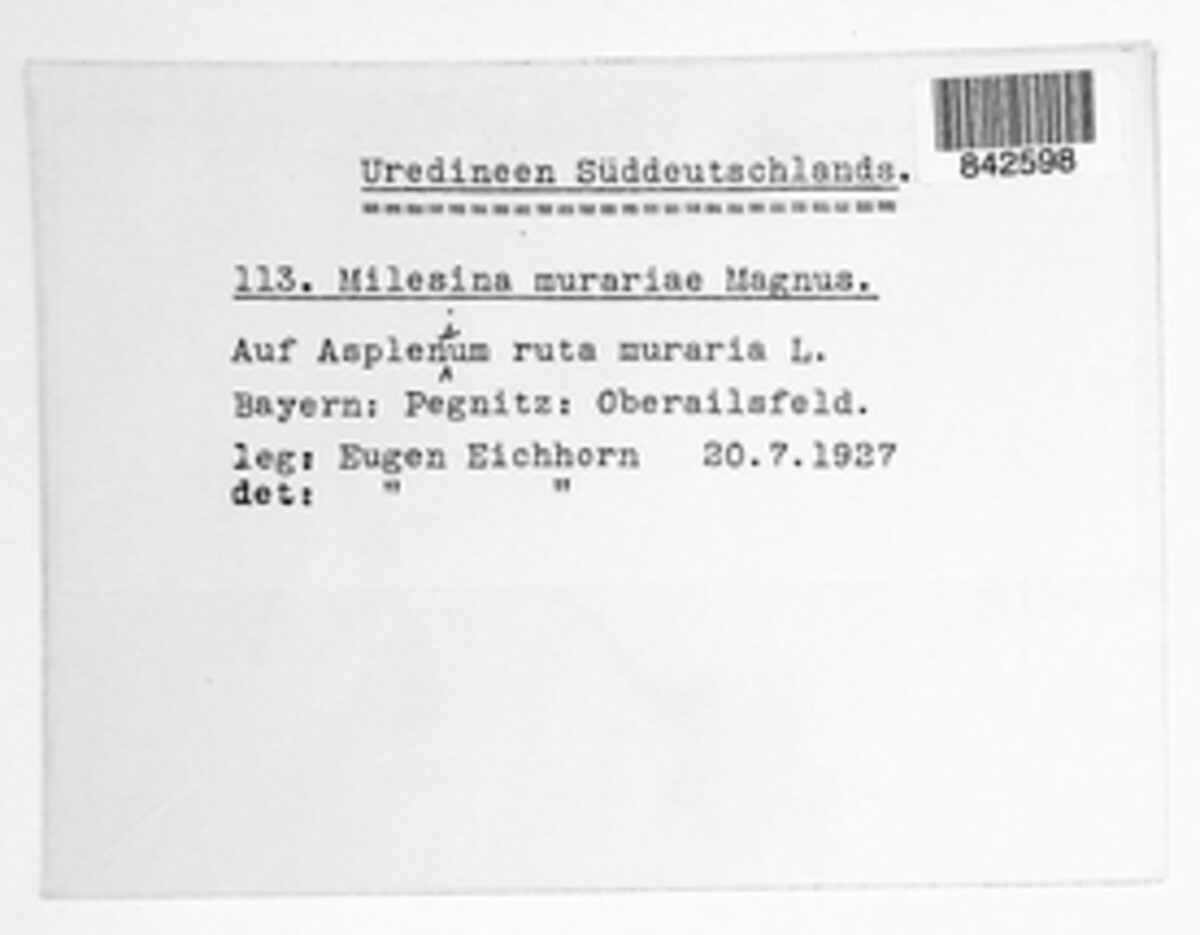 842598
Uredineen Süddeutschlands.
=========================
113. Milesina murariae Magnus.
Auf Asplenium ruta muraria L.
Bayern: Pegnitz: Oberailsfeld.
leg: Eugen Eichhorn 20.7.1927
det: " "